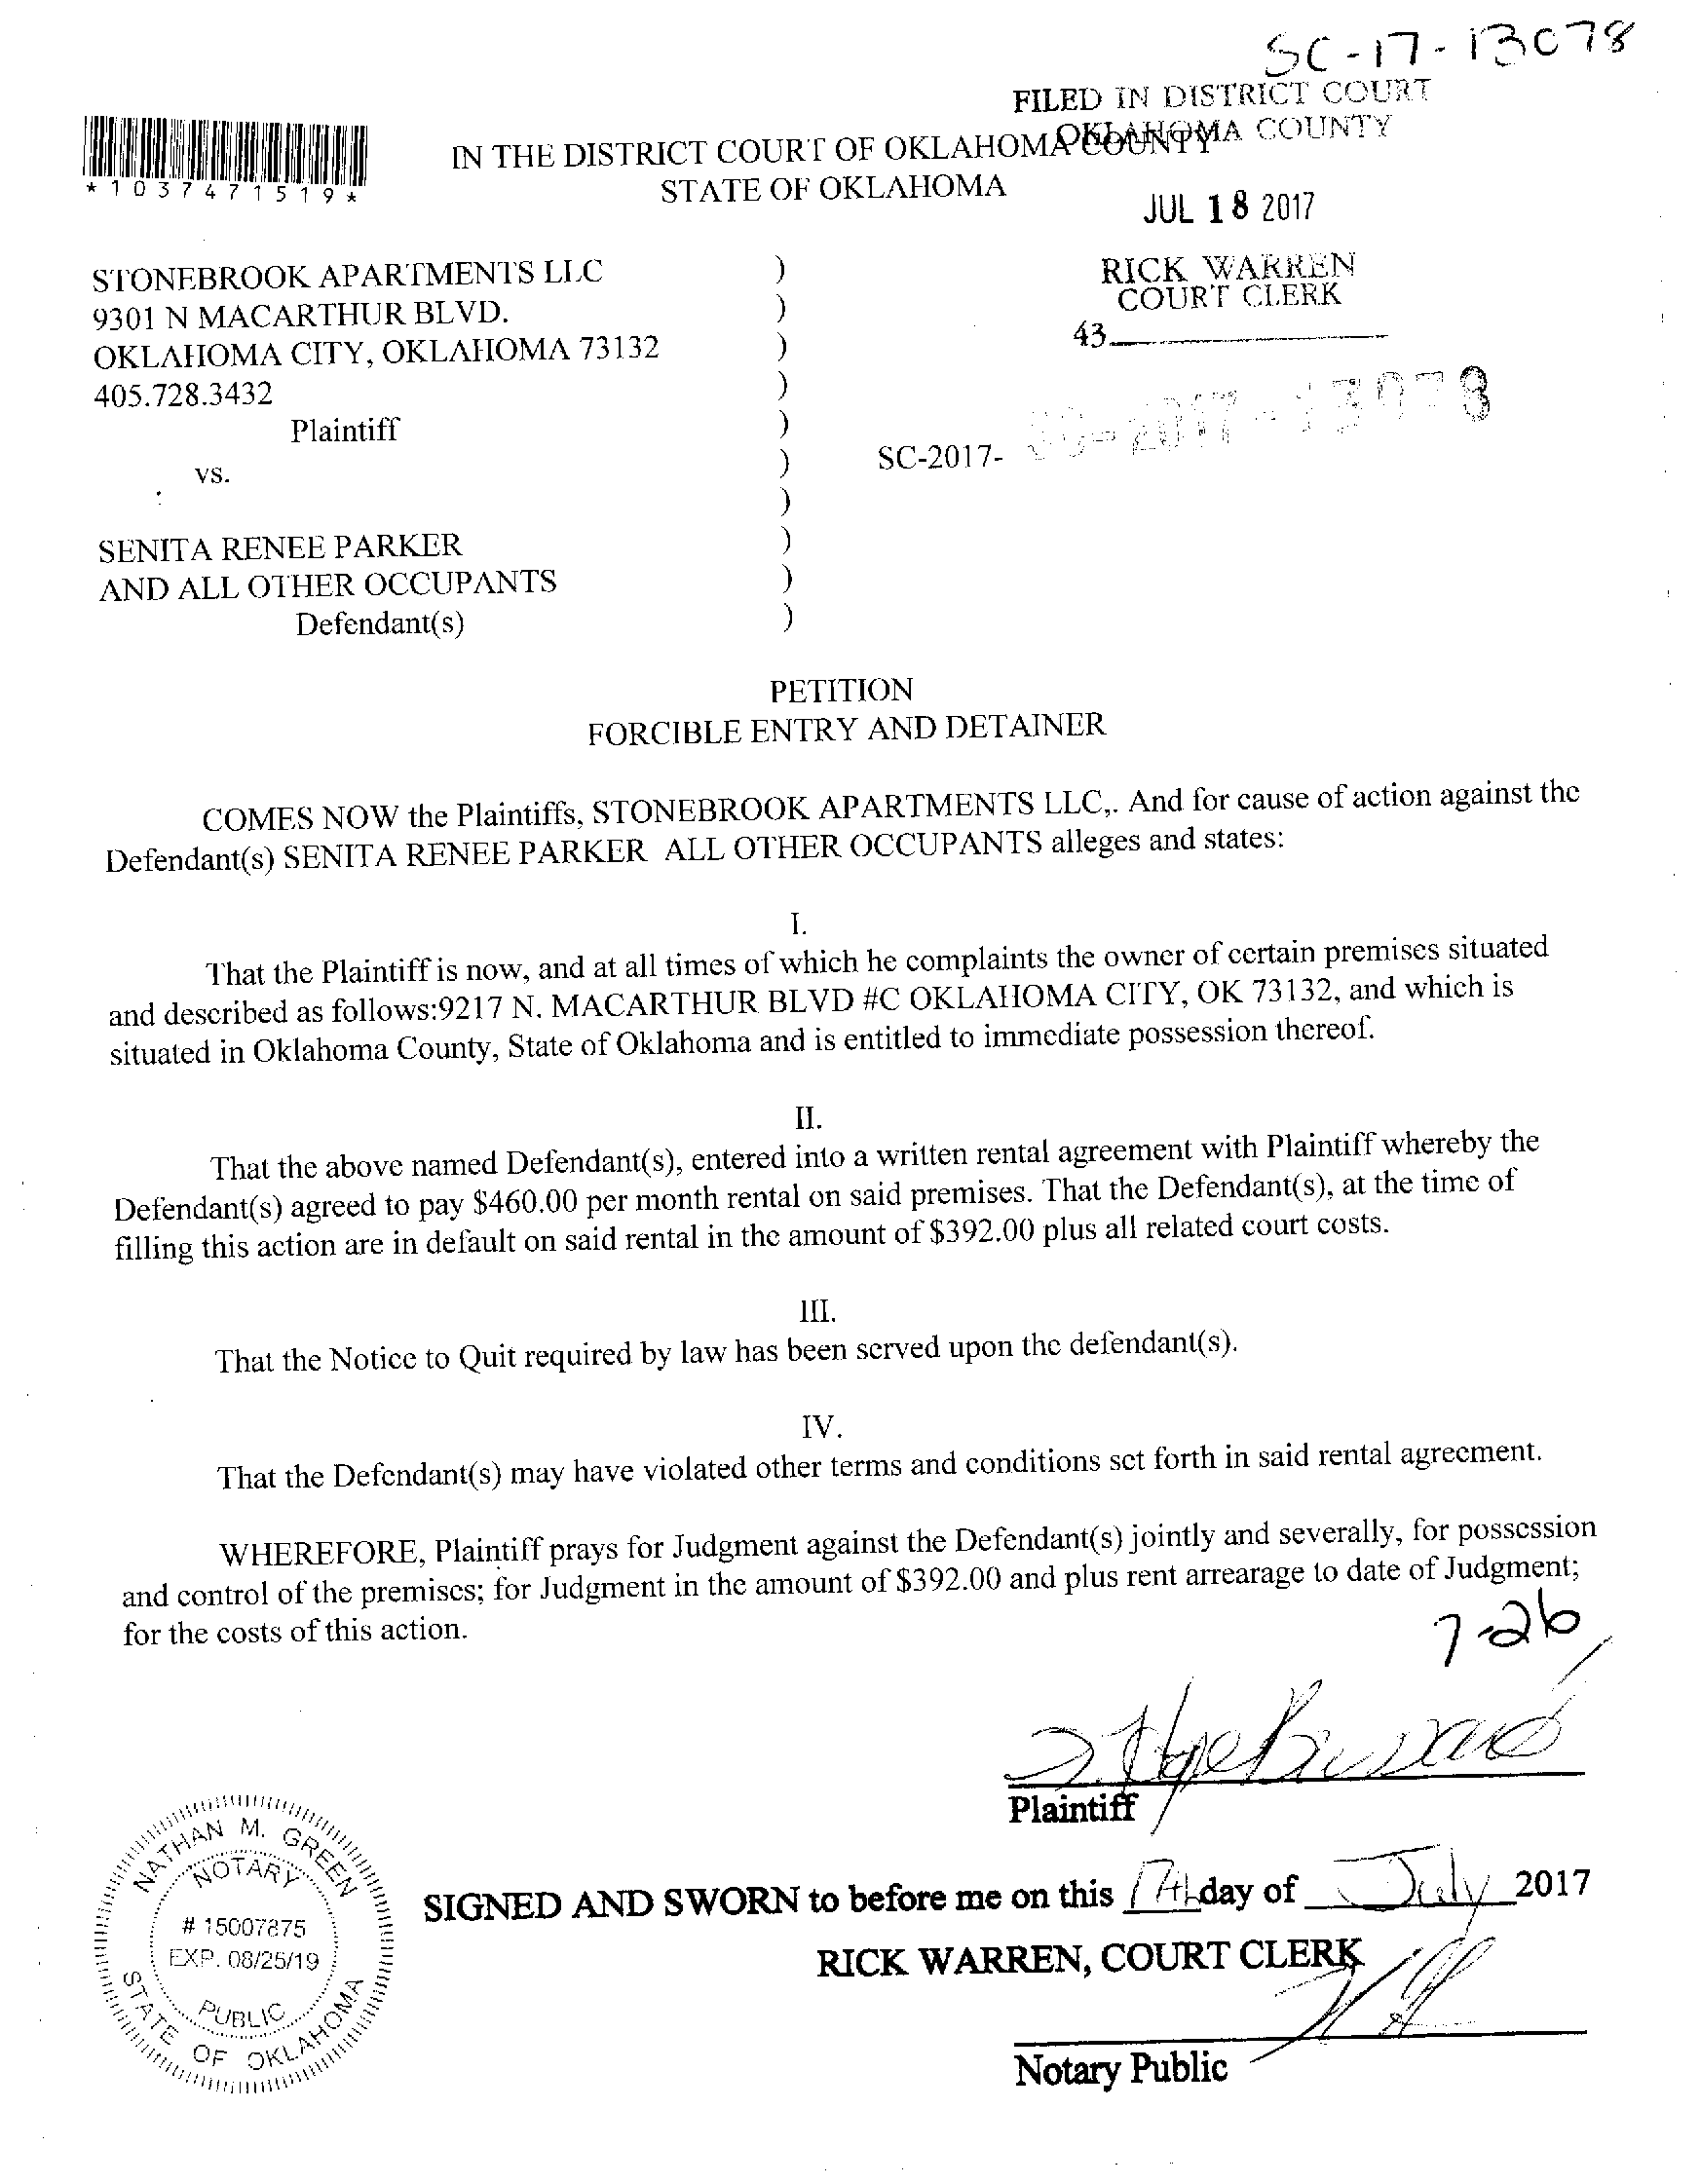 SC-17-13078
FILED IN DISTRICT COURT
OKLAHOMA COUNTY
IN THE DISTRICT COURT OF OKLAHOMA COUNTY
STATE OF OKLAHOMA
*1037471519*
JUL 18 2017
RICK WARREN
COURT CLERK
43
STONEBROOK APARTMENTS LLC )
9301 N MACARTHUR BLVD. )
OKLAHOMA CITY, OKLAHOMA 73132 )
405.728.3432 )
Plaintiff )
SC-2017- SC-2017-13078
vs. )
)
SENITA RENEE PARKER )
AND ALL OTHER OCCUPANTS )
Defendant(s) )
PETITION
FORCIBLE ENTRY AND DETAINER
COMES NOW the Plaintiffs, STONEBROOK APARTMENTS LLC,. And for cause of action against the
Defendant(s) SENITA RENEE PARKER ALL OTHER OCCUPANTS alleges and states:
I.
That the Plaintiff is now, and at all times of which he complaints the owner of certain premises situated
and described as follows:9217 N. MACARTHUR BLVD #C OKLAHOMA CITY, OK 73132, and which is
situated in Oklahoma County, State of Oklahoma and is entitled to immediate possession thereof.
II.
That the above named Defendant(s), entered into a written rental agreement with Plaintiff whereby the
Defendant(s) agreed to pay $460.00 per month rental on said premises. That the Defendant(s), at the time of
filling this action are in default on said rental in the amount of $392.00 plus all related court costs.
III.
That the Notice to Quit required by law has been served upon the defendant(s).
IV.
That the Defendant(s) may have violated other terms and conditions set forth in said rental agreement.
WHEREFORE, Plaintiff prays for Judgment against the Defendant(s) jointly and severally, for possession
and control of the premises; for Judgment in the amount of $392.00 and plus rent arrearage to date of Judgment;
for the costs of this action.
7-26
Plaintiff
SIGNED AND SWORN to before me on this 17th day of July 2017
RICK WARREN, COURT CLERK
Notary Public
NATHAN M. GREEN
NOTARY
# 15007875
EXP. 08/25/19
PUBLIC
STATE OF OKLAHOMA